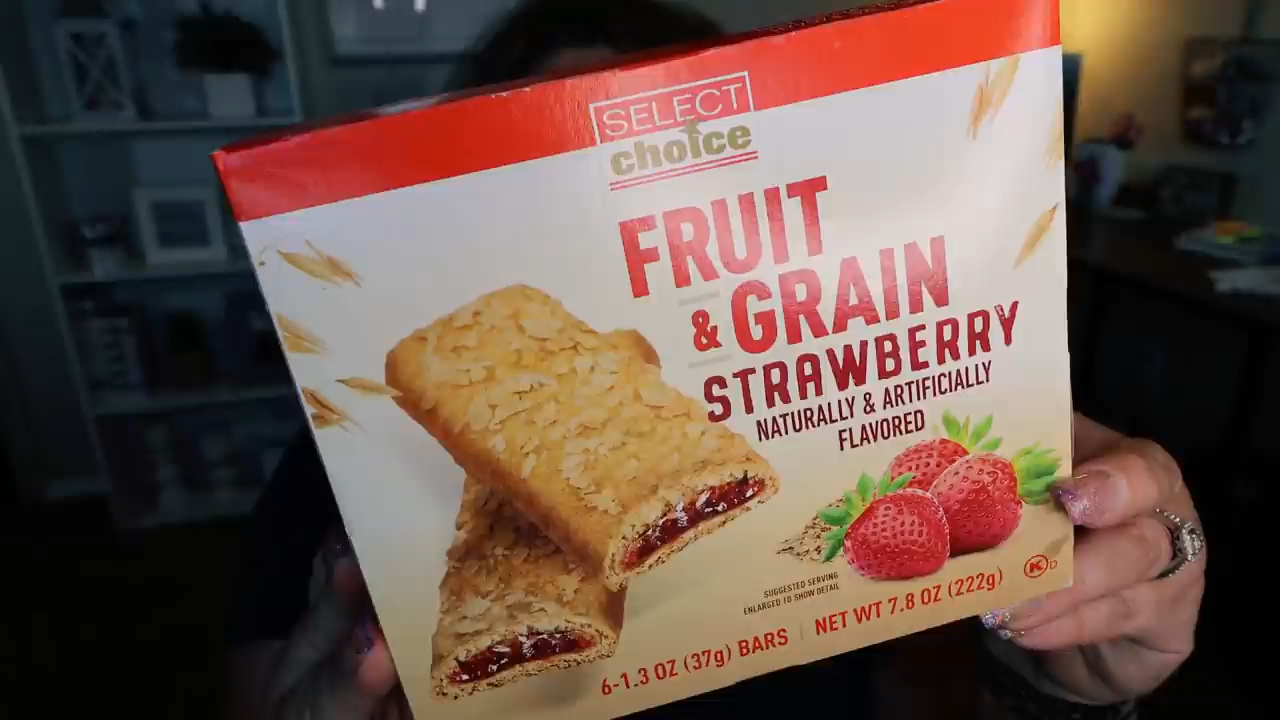 SELECT
choice
FRUIT
& GRAIN
STRAWBERRY
NATURALLY & ARTIFICIALLY
FLAVORED
SUGGESTED SERVING
ENLARGED TO SHOW DETAIL
6-1.3 OZ (37g) BARS | NET WT 7.8 OZ (222g)
K D